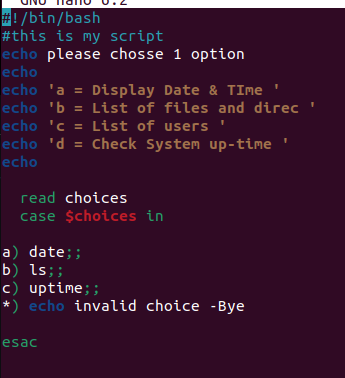 GNU nano 6.2
#!/bin/bash
#this is my script
echo please chosse 1 option
echo
echo 'a = Display Date & TIme '
echo 'b = List of files and direc '
echo 'c = List of users '
echo 'd = Check System up-time '
echo
read choices
case $choices in
a) date;;
b) ls;;
c) uptime;;
*) echo invalid choice -Bye
esac